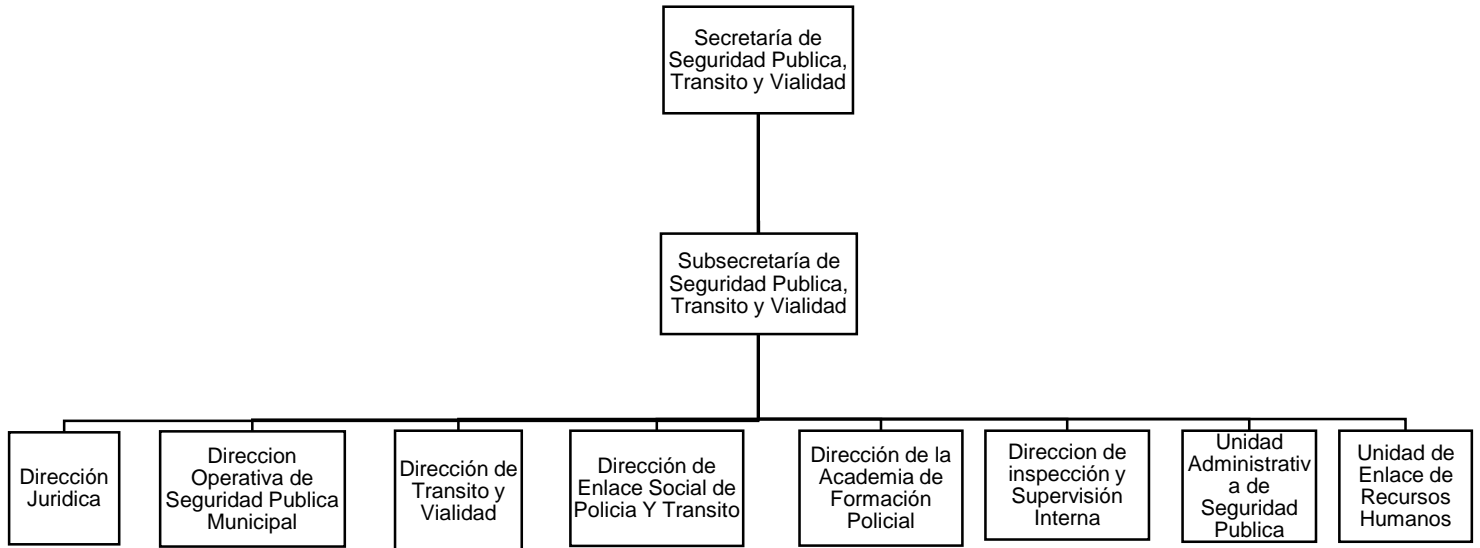 Secretaría de
Seguridad Publica,
Transito y Vialidad
Subsecretaría de
Seguridad Publica,
Transito y Vialidad
Dirección
Juridica
Direccion
Operativa de
Seguridad Publica
Municipal
Dirección de
Transito y
Vialidad
Dirección de
Enlace Social de
Policia Y Transito
Dirección de la
Academia de
Formación
Policial
Direccion de
inspección y
Supervisión
Interna
Unidad
Administrativ
a de
Seguridad
Publica
Unidad de
Enlace de
Recursos
Humanos